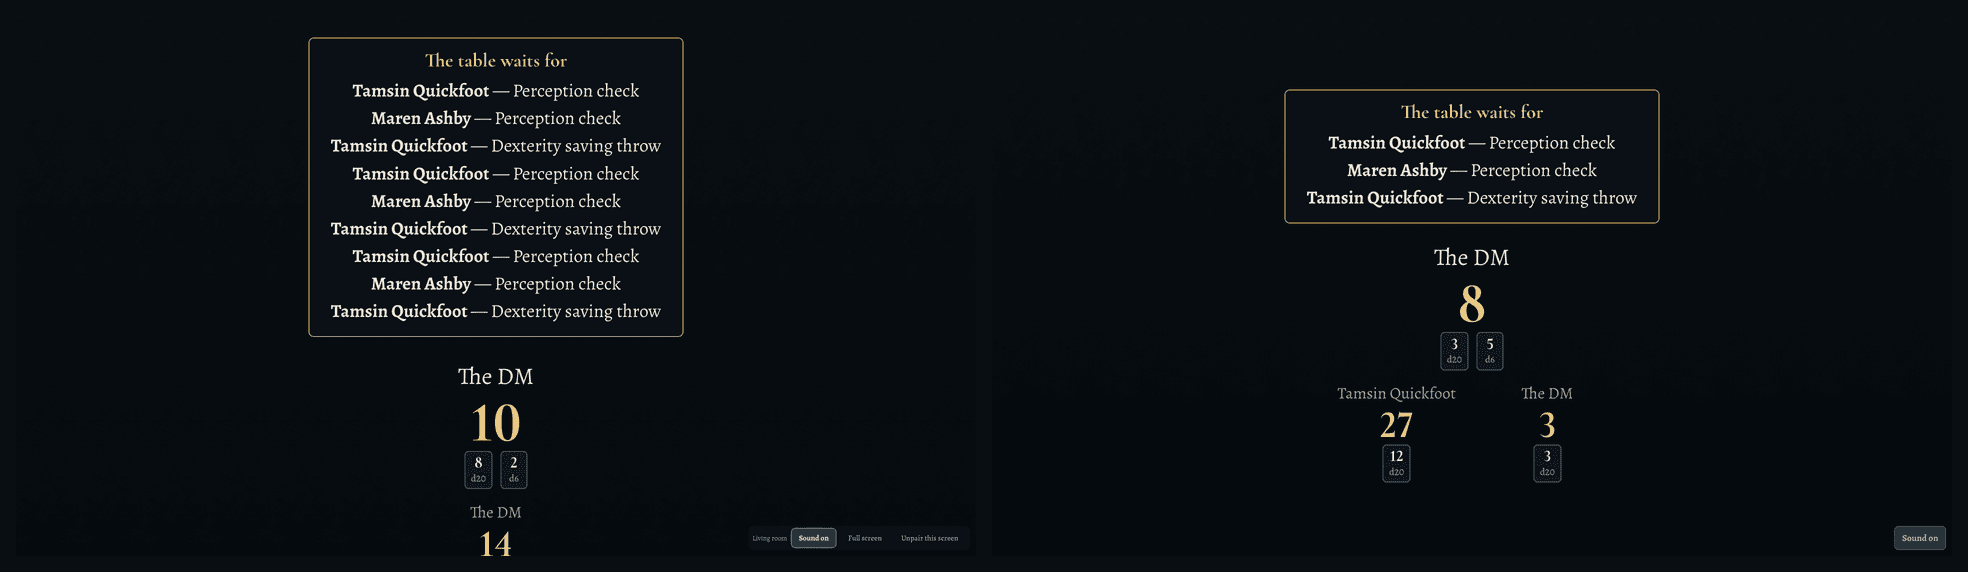 The table waits for
Tamsin Quickfoot — Perception check
Maren Ashby — Perception check
Tamsin Quickfoot — Dexterity saving throw
Tamsin Quickfoot — Perception check
Maren Ashby — Perception check
Tamsin Quickfoot — Dexterity saving throw
Tamsin Quickfoot — Perception check
Maren Ashby — Perception check
Tamsin Quickfoot — Dexterity saving throw
The DM
10
8 2
d20 d6
The DM
14
Living room Sound on Full screen Unpair this screen
The table waits for
Tamsin Quickfoot — Perception check
Maren Ashby — Perception check
Tamsin Quickfoot — Dexterity saving throw
The DM
8
3 5
d20 d6
Tamsin Quickfoot The DM
27 3
12 3
d20 d20
Sound on